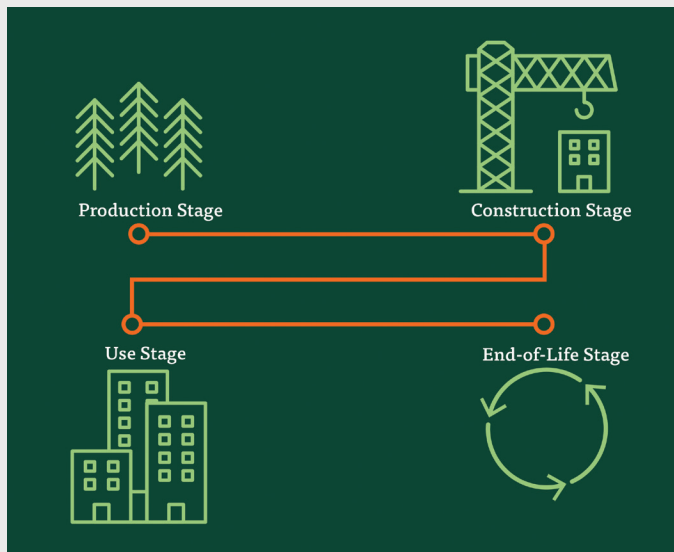 Production Stage
Construction Stage
Use Stage
End-of-Life Stage